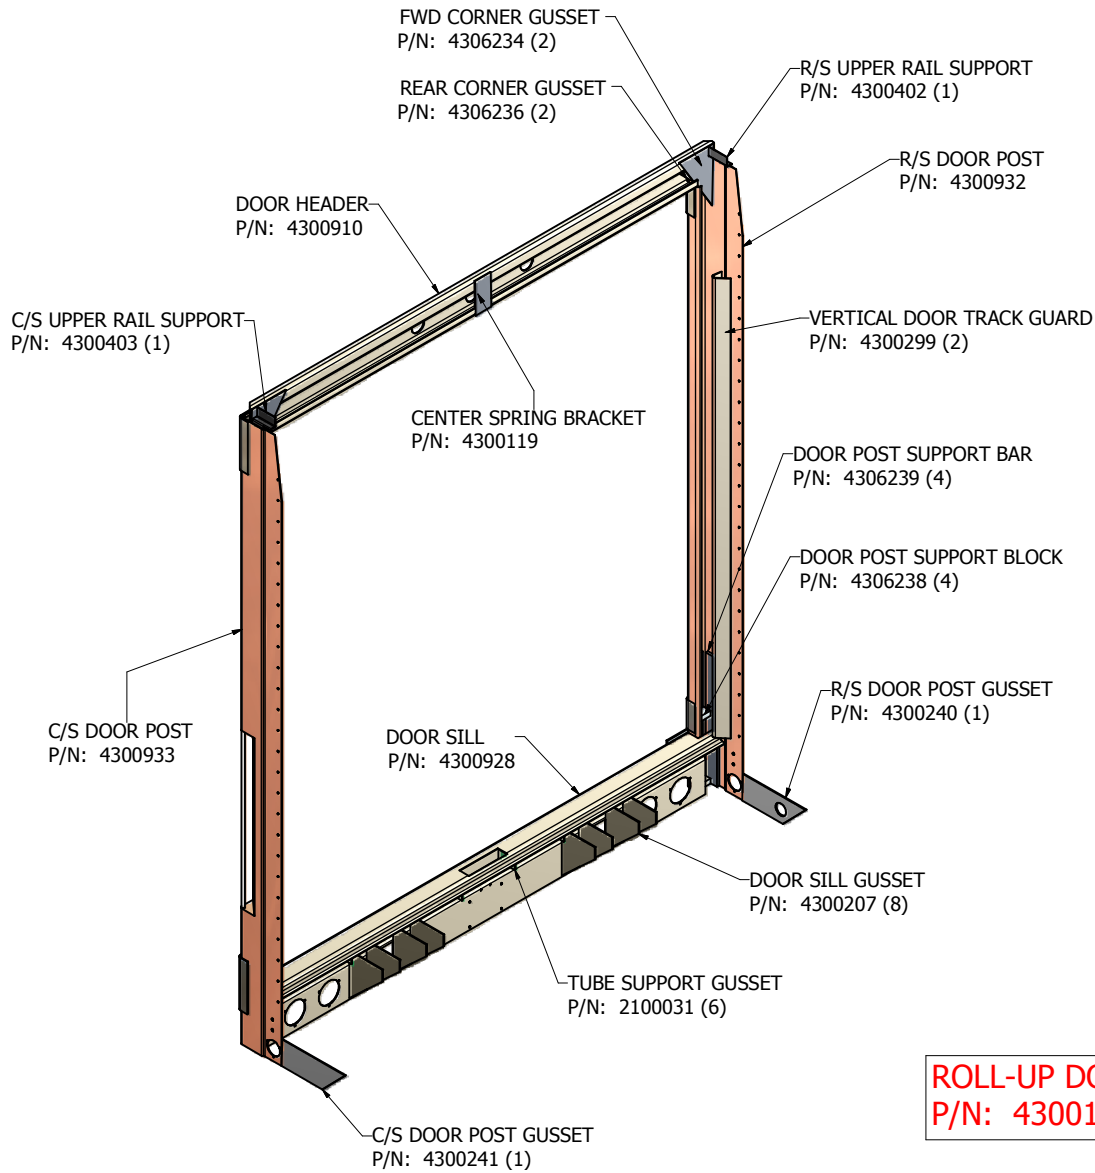 FWD CORNER GUSSET
P/N: 4306234 (2)
REAR CORNER GUSSET
P/N: 4306236 (2)
R/S UPPER RAIL SUPPORT
P/N: 4300402 (1)
R/S DOOR POST
P/N: 4300932
DOOR HEADER
P/N: 4300910
C/S UPPER RAIL SUPPORT
P/N: 4300403 (1)
VERTICAL DOOR TRACK GUARD
P/N: 4300299 (2)
CENTER SPRING BRACKET
P/N: 4300119
DOOR POST SUPPORT BAR
P/N: 4306239 (4)
DOOR POST SUPPORT BLOCK
P/N: 4306238 (4)
R/S DOOR POST GUSSET
P/N: 4300240 (1)
C/S DOOR POST
P/N: 4300933
DOOR SILL
P/N: 4300928
DOOR SILL GUSSET
P/N: 4300207 (8)
TUBE SUPPORT GUSSET
P/N: 2100031 (6)
C/S DOOR POST GUSSET
P/N: 4300241 (1)
ROLL-UP DO
P/N: 43001